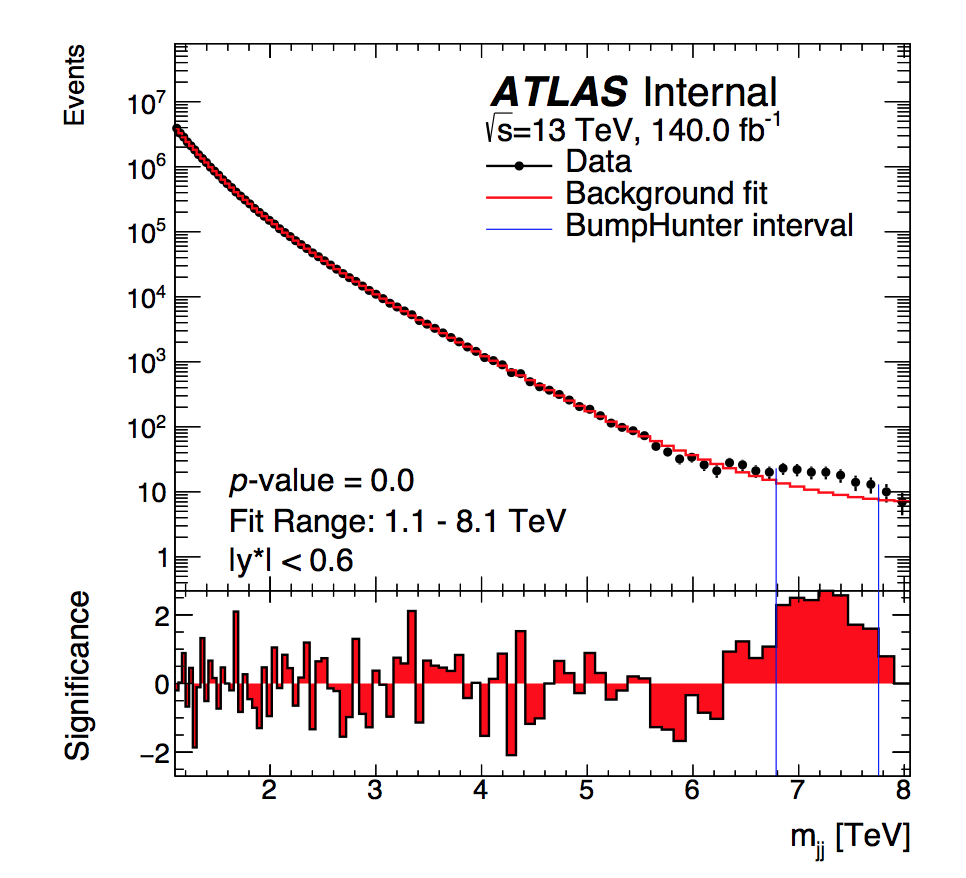 Events
10⁷
10⁶
10⁵
10⁴
10³
10²
10
1
ATLAS Internal
√s=13 TeV, 140.0 fb⁻¹
Data
Background fit
BumpHunter interval
p-value = 0.0
Fit Range: 1.1 - 8.1 TeV
|y*| < 0.6
Significance
2
0
−2
2 3 4 5 6 7 8
m_jj [TeV]